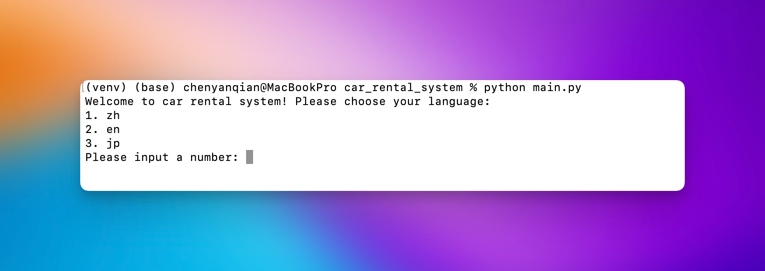 (venv) (base) chenyanqian@MacBookPro car_rental_system % python main.py
Welcome to car rental system! Please choose your language:
1. zh
2. en
3. jp
Please input a number: